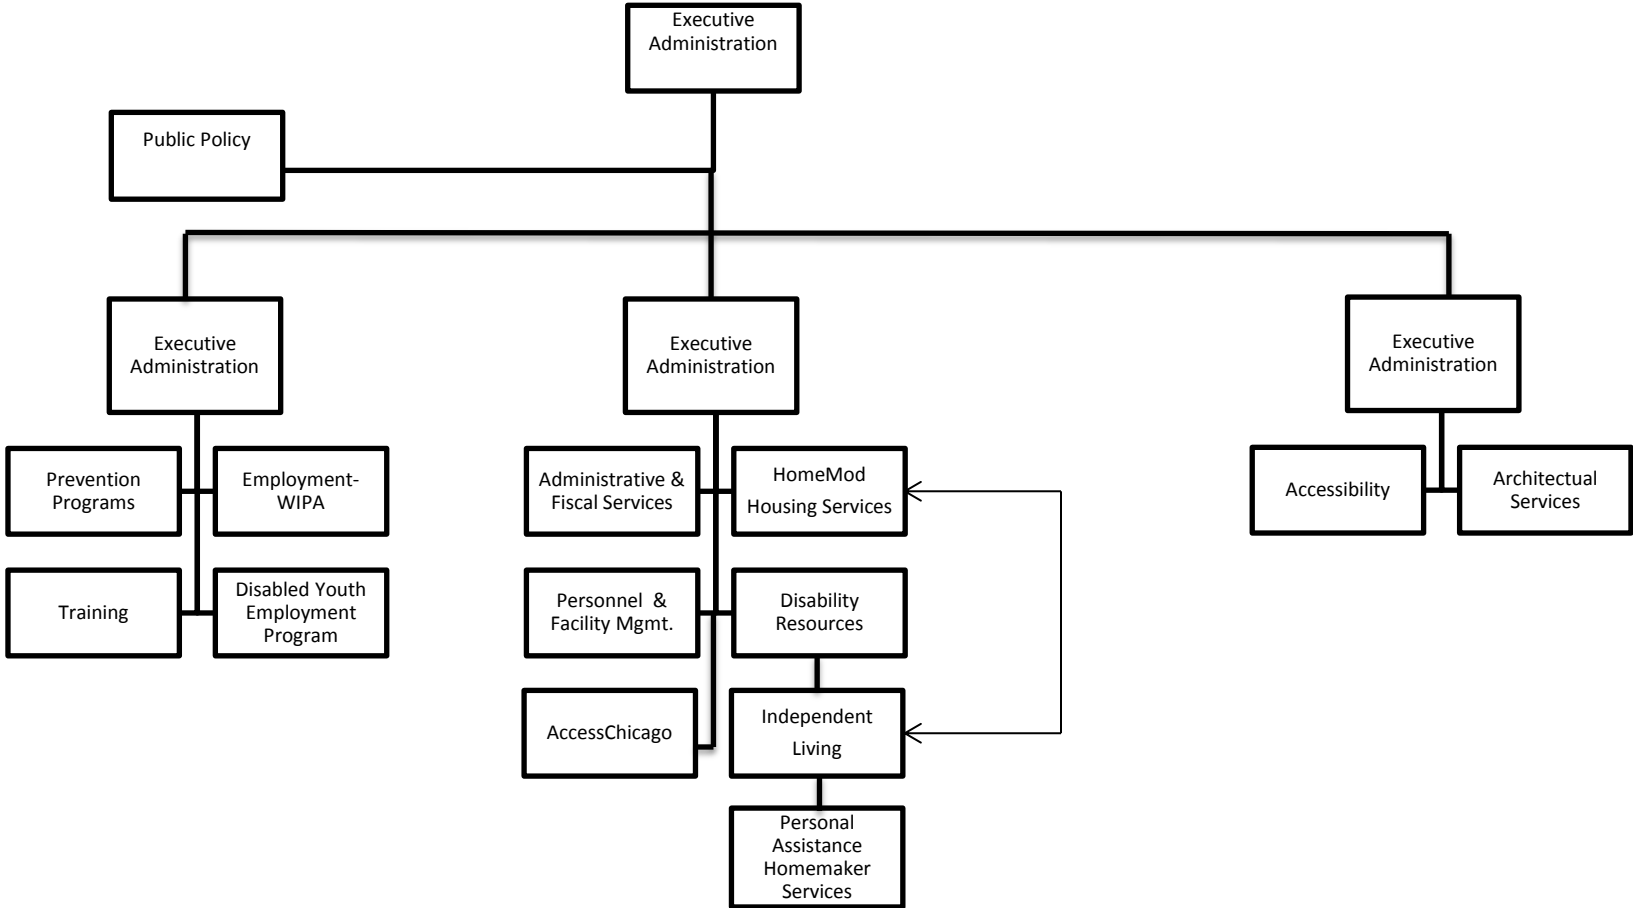 Executive
Administration
Public Policy
Executive
Administration
Executive
Administration
Executive
Administration
Prevention
Programs
Employment-
WIPA
Administrative &
Fiscal Services
HomeMod
Housing Services
Accessibility
Architectual
Services
Training
Disabled Youth
Employment
Program
Personnel & 
Facility Mgmt.
Disability
Resources
AccessChicago
Independent
Living
Personal
Assistance
Homemaker
Services